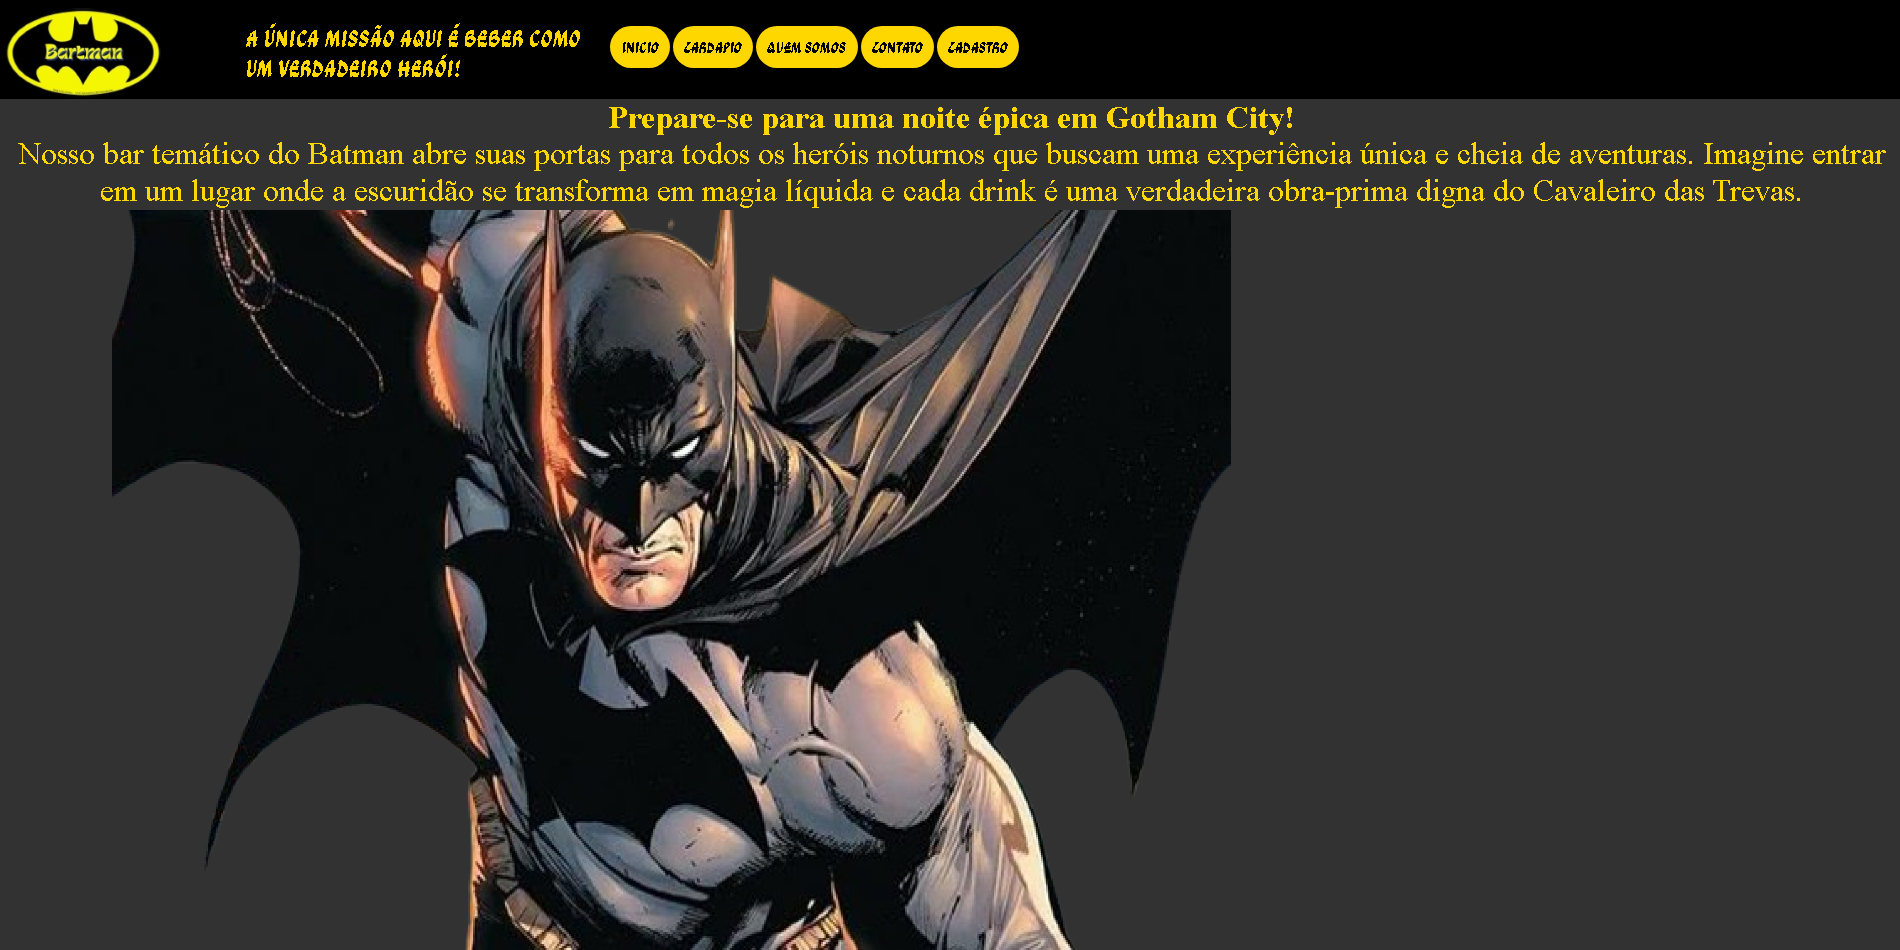 Bartman
A ÚNICA MISSÃO AQUI É BEBER COMO
UM VERDADEIRO HERÓI!
INICIO CARDAPIO QUEM SOMOS CONTATO CADASTRO
Prepare-se para uma noite épica em Gotham City!
Nosso bar temático do Batman abre suas portas para todos os heróis noturnos que buscam uma experiência única e cheia de aventuras. Imagine entrar
em um lugar onde a escuridão se transforma em magia líquida e cada drink é uma verdadeira obra-prima digna do Cavaleiro das Trevas.